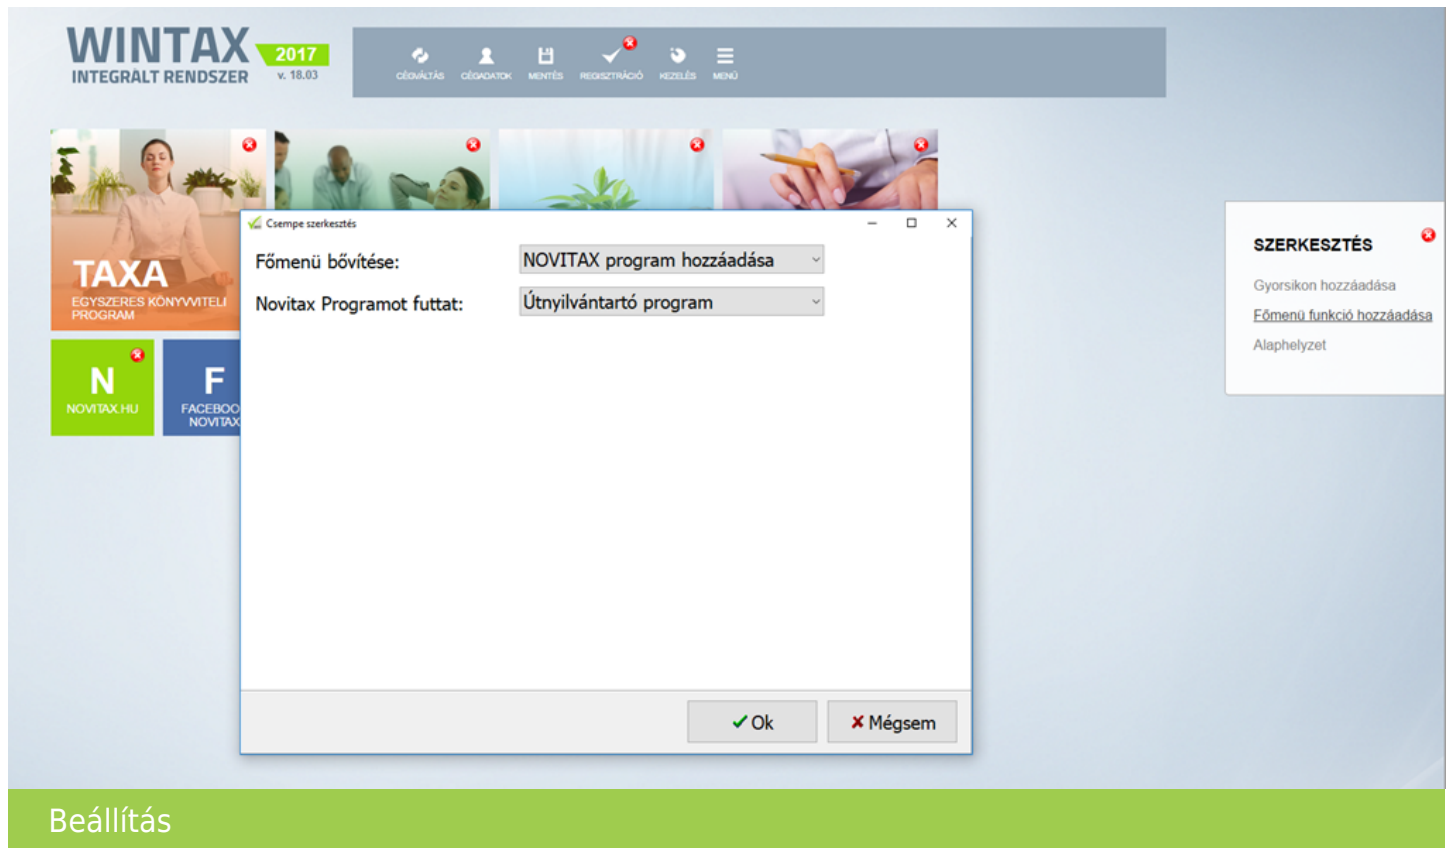 WINTAX
INTEGRÁLT RENDSZER
2017
v. 18.03
CÉGVÁLTÁS
CÉGADATOK
MENTÉS
REGISZTRÁCIÓ
KEZELÉS
MENÜ
TAXA
EGYSZERES KÖNYVVITELI
PROGRAM
N
NOVITAX.HU
F
FACEBOO
NOVITAX
Csempe szerkesztés
Főmenü bővítése:
NOVITAX program hozzáadása
Novitax Programot futtat:
Útnyilvántartó program
Ok
Mégsem
SZERKESZTÉS
Gyorsikon hozzáadása
Főmenü funkció hozzáadása
Alaphelyzet
Beállítás